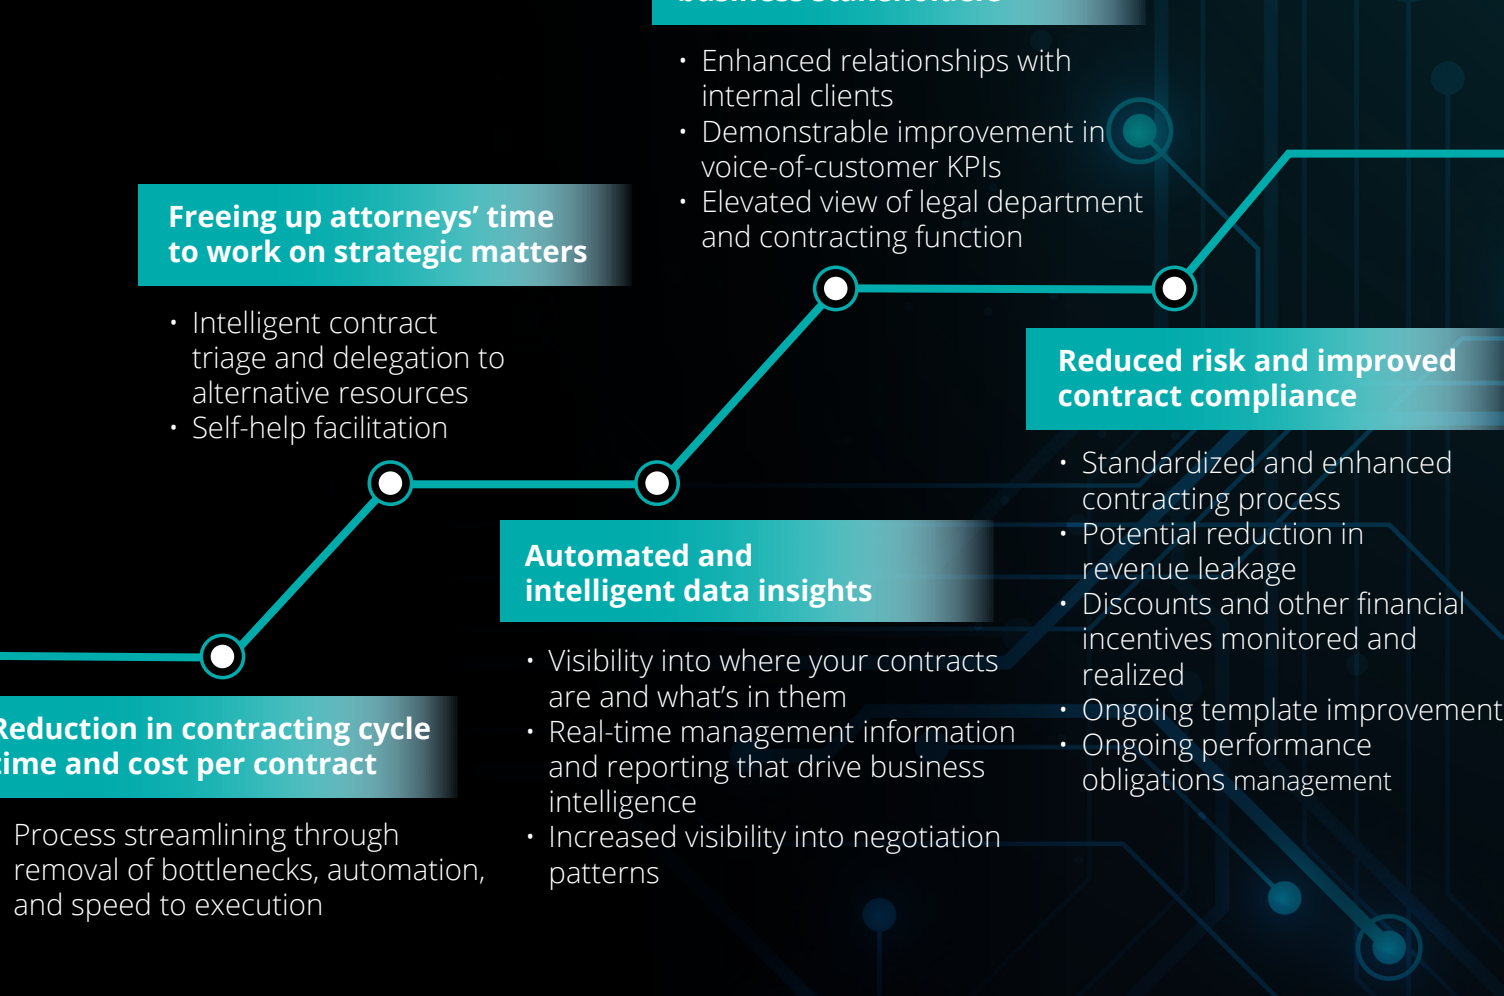 business stakeholders
• Enhanced relationships with
internal clients
• Demonstrable improvement in
voice-of-customer KPIs
• Elevated view of legal department
and contracting function
Freeing up attorneys’ time
to work on strategic matters
• Intelligent contract
triage and delegation to
alternative resources
• Self-help facilitation
Reduced risk and improved
contract compliance
• Standardized and enhanced
contracting process
• Potential reduction in
revenue leakage
• Discounts and other financial
incentives monitored and
realized
• Ongoing template improvement
• Ongoing performance
obligations management
Automated and
intelligent data insights
• Visibility into where your contracts
are and what’s in them
• Real-time management information
and reporting that drive business
intelligence
• Increased visibility into negotiation
patterns
Reduction in contracting cycle
time and cost per contract
Process streamlining through
removal of bottlenecks, automation,
and speed to execution